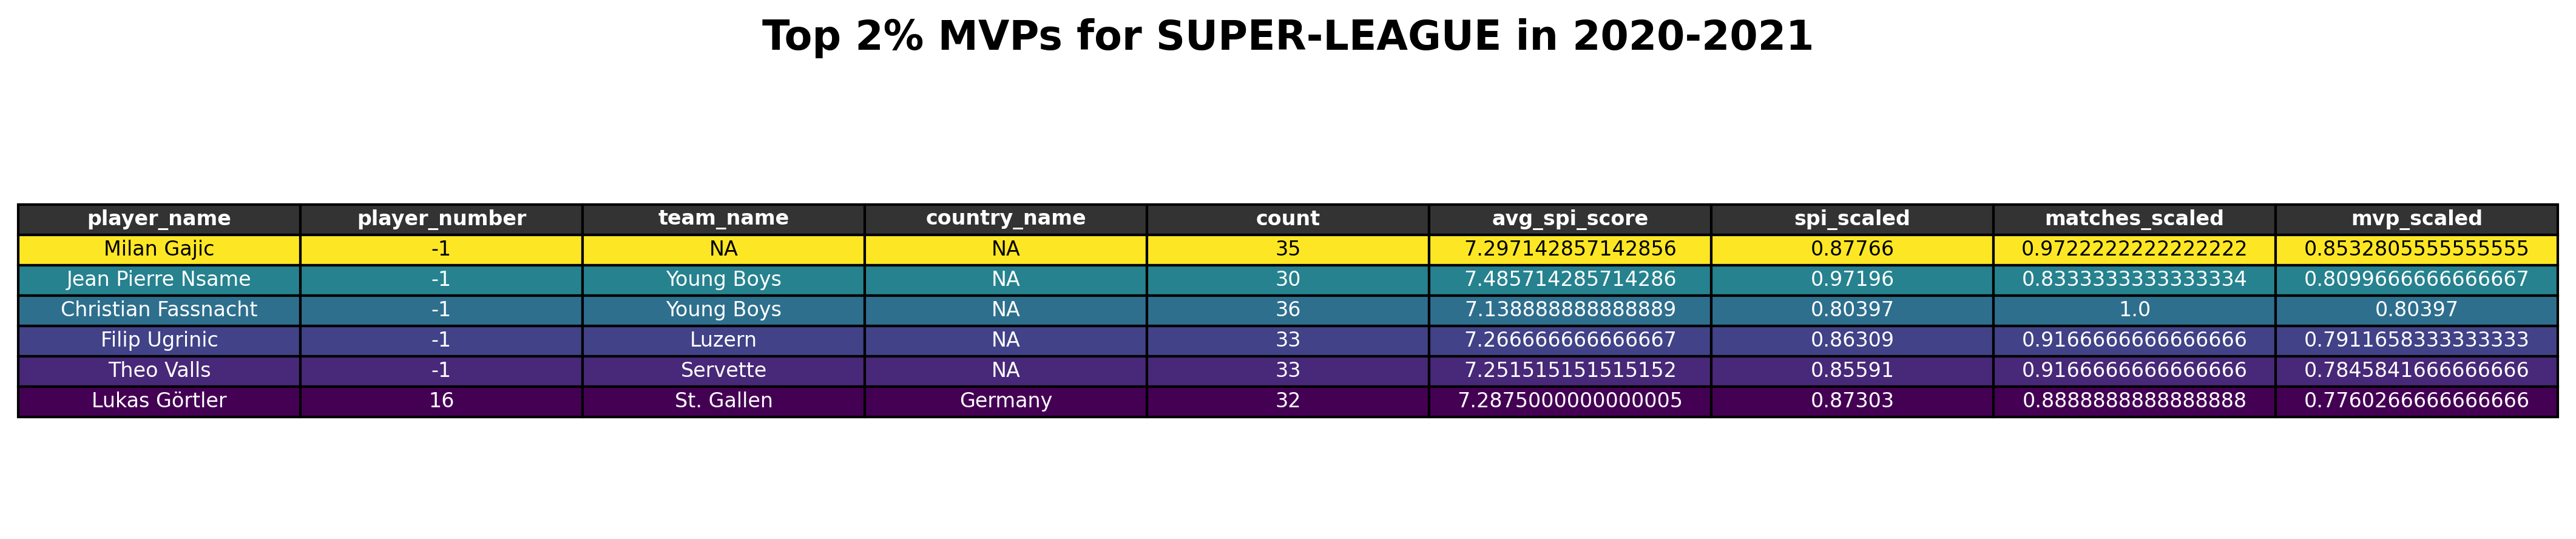 Top 2% MVPs for SUPER-LEAGUE in 2020-2021
player_name player_number team_name country_name count avg_spi_score spi_scaled matches_scaled mvp_scaled
Milan Gajic -1 NA NA 35 7.297142857142856 0.87766 0.9722222222222222 0.8532805555555555
Jean Pierre Nsame -1 Young Boys NA 30 7.485714285714286 0.97196 0.8333333333333334 0.8099666666666667
Christian Fassnacht -1 Young Boys NA 36 7.138888888888889 0.80397 1.0 0.80397
Filip Ugrinic -1 Luzern NA 33 7.266666666666667 0.86309 0.9166666666666666 0.7911658333333333
Theo Valls -1 Servette NA 33 7.251515151515152 0.85591 0.9166666666666666 0.7845841666666666
Lukas Görtler 16 St. Gallen Germany 32 7.2875000000000005 0.87303 0.8888888888888888 0.7760266666666666